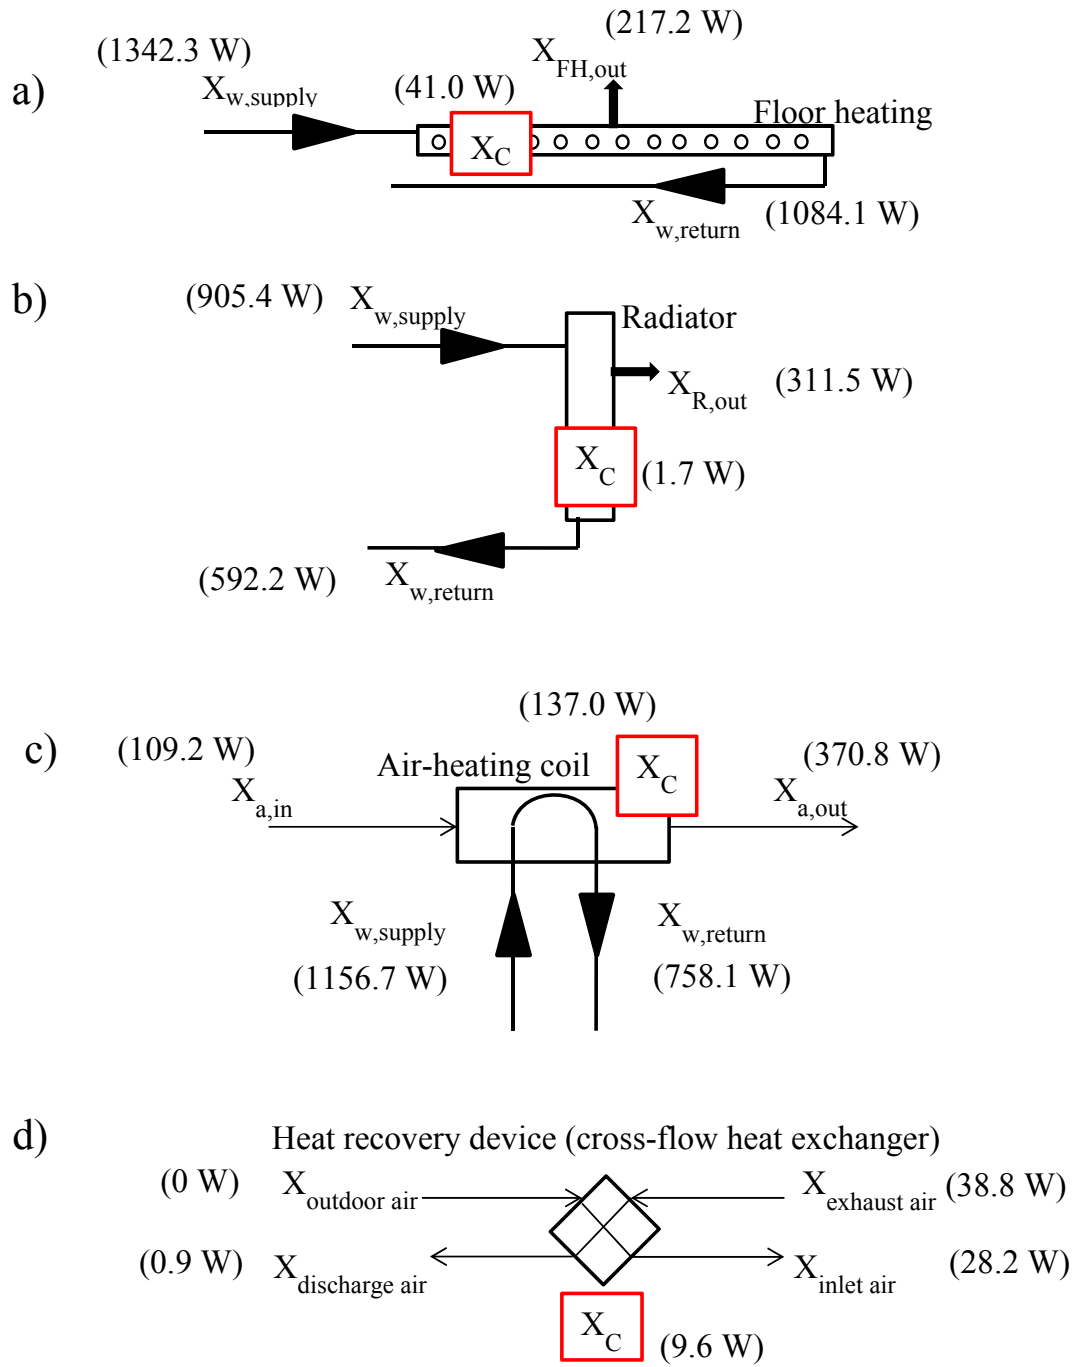 a)
(1342.3 W)
X_w,supply
(41.0 W)
(217.2 W)
X_FH,out
Floor heating
X_C
X_w,return
(1084.1 W)
b)
(905.4 W)
X_w,supply
Radiator
X_R,out
(311.5 W)
X_C
(1.7 W)
(592.2 W)
X_w,return
c)
(137.0 W)
(109.2 W)
Air-heating coil
X_C
(370.8 W)
X_a,in
X_a,out
X_w,supply
(1156.7 W)
X_w,return
(758.1 W)
d)
Heat recovery device (cross-flow heat exchanger)
(0 W)
X_outdoor air
X_exhaust air
(38.8 W)
(0.9 W)
X_discharge air
X_inlet air
(28.2 W)
X_C
(9.6 W)